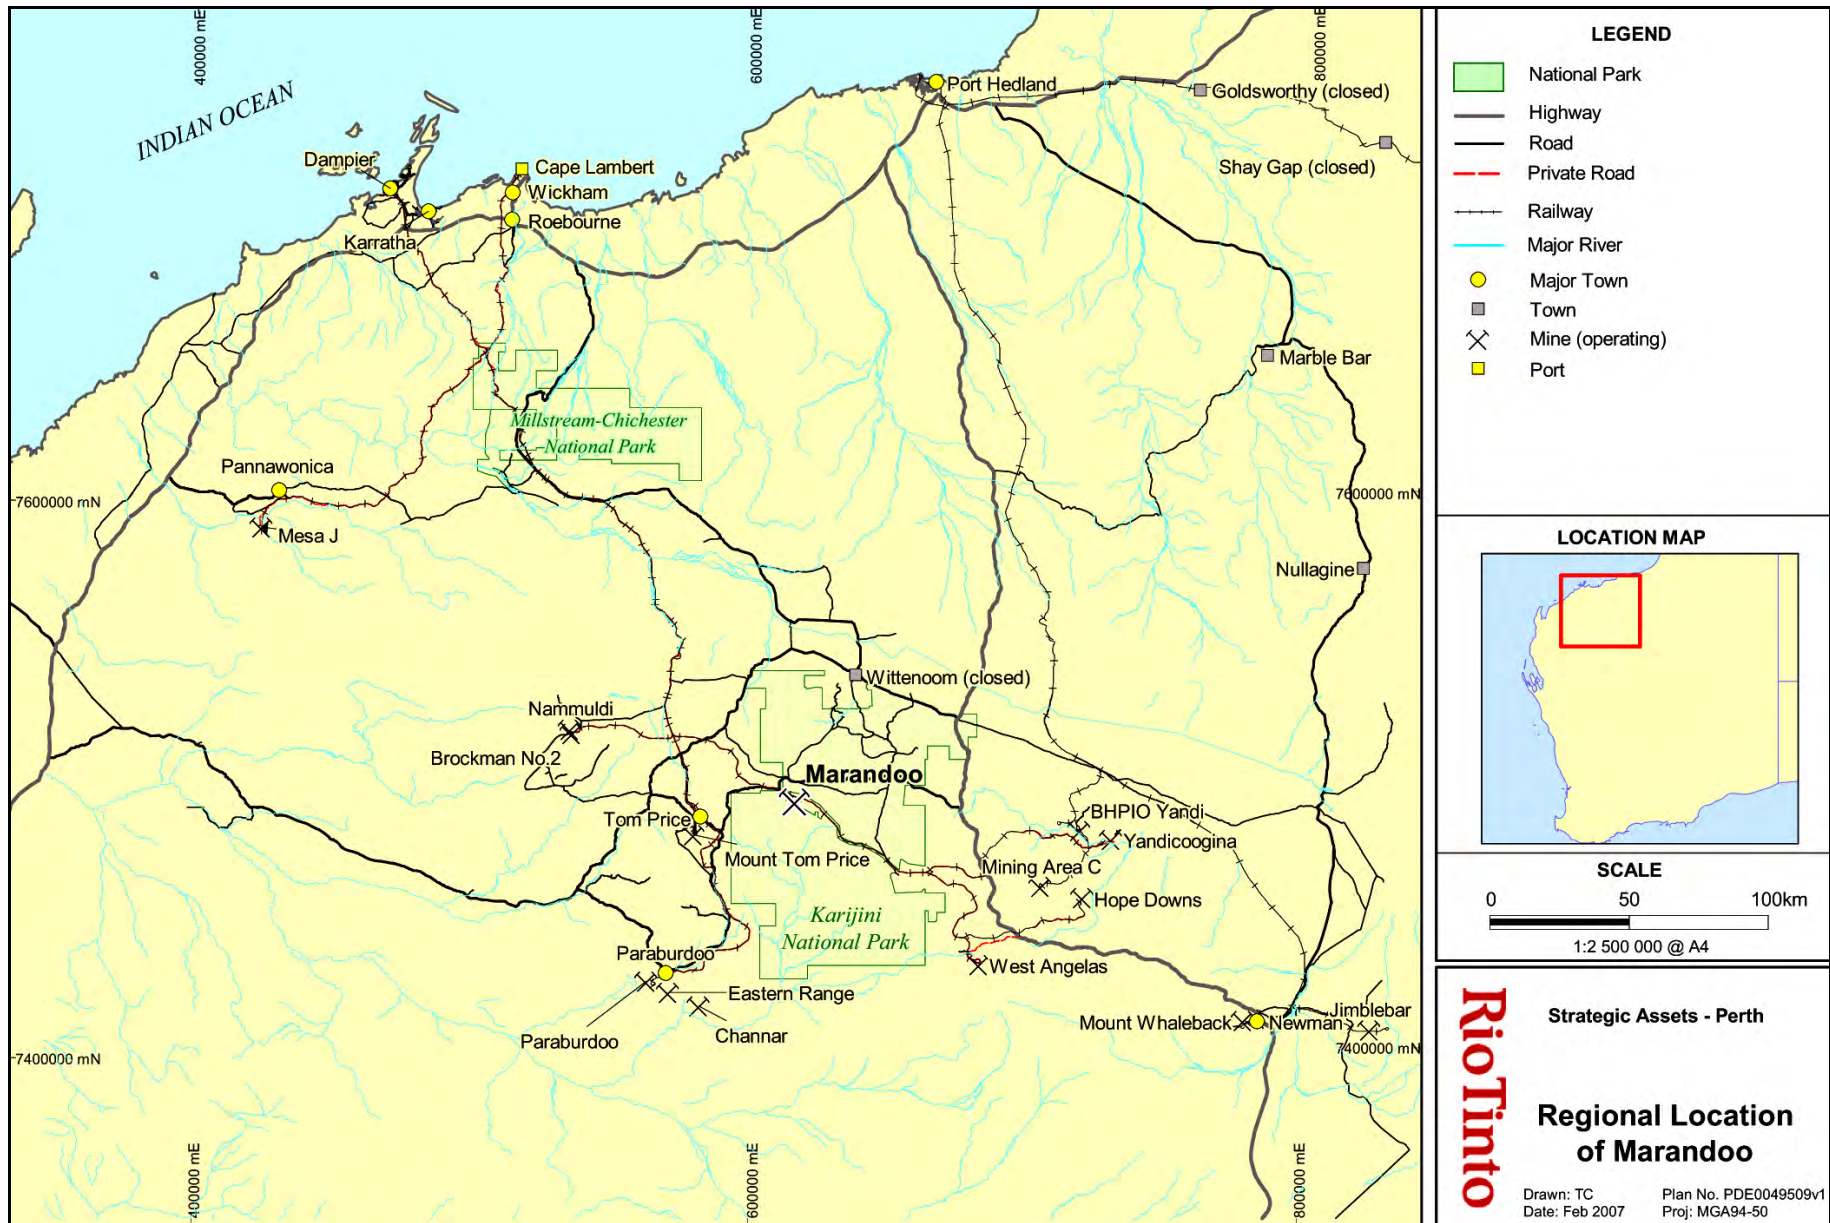 400000 mE
600000 mE
800000 mE
INDIAN OCEAN
Port Hedland
Goldsworthy (closed)
Shay Gap (closed)
Dampier
Cape Lambert
Wickham
Roebourne
Karratha
Marble Bar
Millstream-Chichester
National Park
Pannawonica
7600000 mN
7600000 mN
Mesa J
Nullagine
Wittenoom (closed)
Nammuldi
Brockman No.2
Marandoo
BHPIO Yandi
Tom Price
Yandicoogina
Mount Tom Price
Mining Area C
Hope Downs
Karijini
National Park
Paraburdoo
West Angelas
Eastern Range
Jimblebar
Mount Whaleback
Newman
Channar
Paraburdoo
7400000 mN
7400000 mN
400000 mE
600000 mE
800000 mE
LEGEND
National Park
Highway
Road
Private Road
Railway
Major River
Major Town
Town
Mine (operating)
Port
LOCATION MAP
SCALE
0 50 100km
1:2 500 000 @ A4
RioTinto
Strategic Assets - Perth
Regional Location
of Marandoo
Drawn: TC Plan No. PDE0049509v1
Date: Feb 2007 Proj: MGA94-50